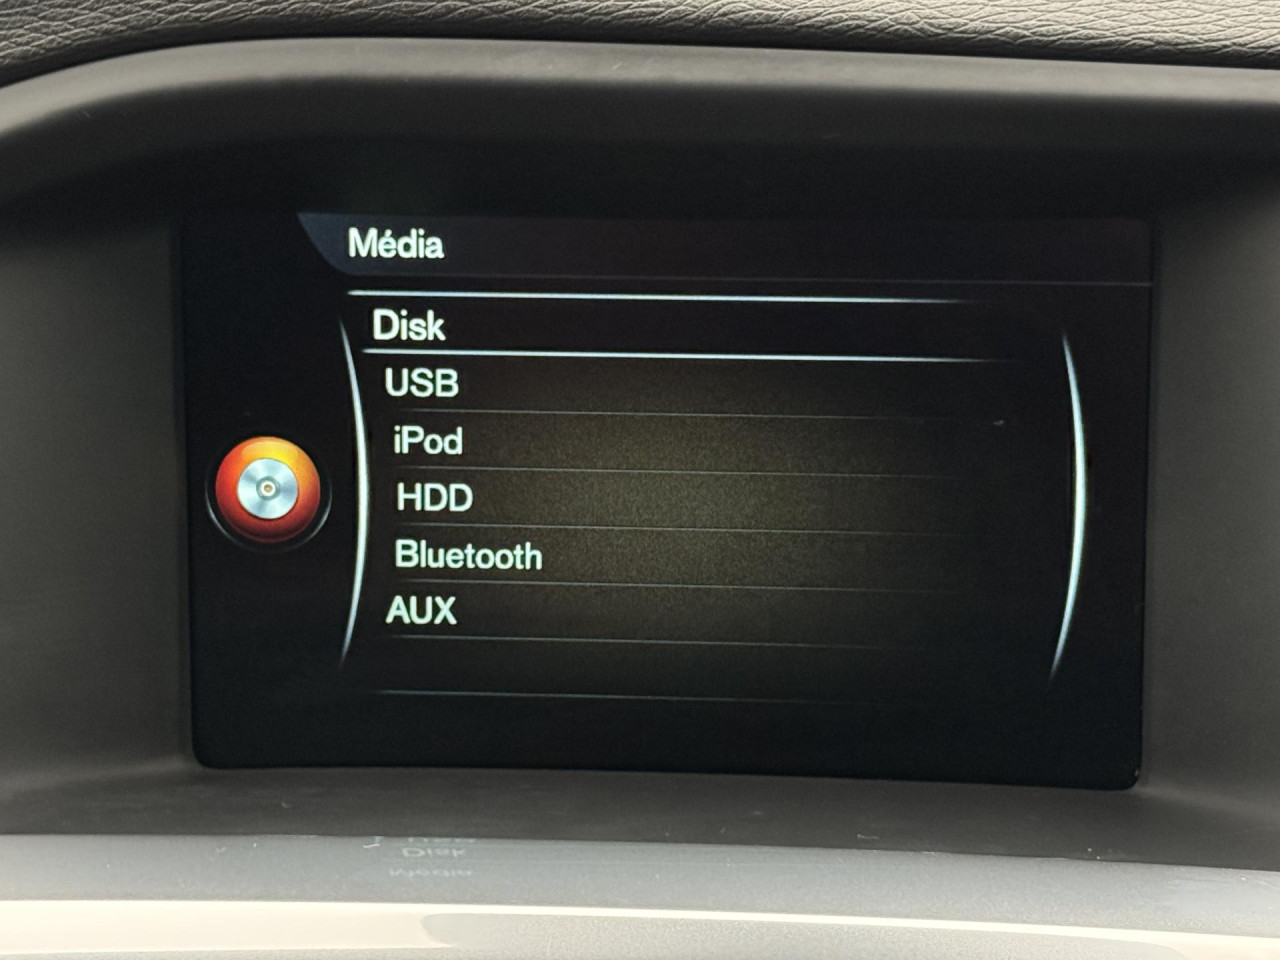 Média
Disk
USB
iPod
HDD
Bluetooth
AUX